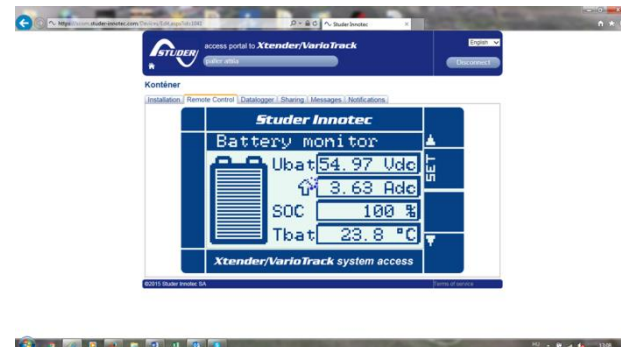 Studer Innotec
STUDER
access portal to Xtender/VarioTrack
English
Disconnect
Konténer
Installation Remote Control Datalogger Sharing Messages Notifications
Studer Innotec
Battery monitor
Ubat 54.97 Vdc
3.63 Adc
SOC 100 %
Tbat 23.8 °C
SET
Xtender/VarioTrack system access
©2015 Studer Innotec SA
Terms of service